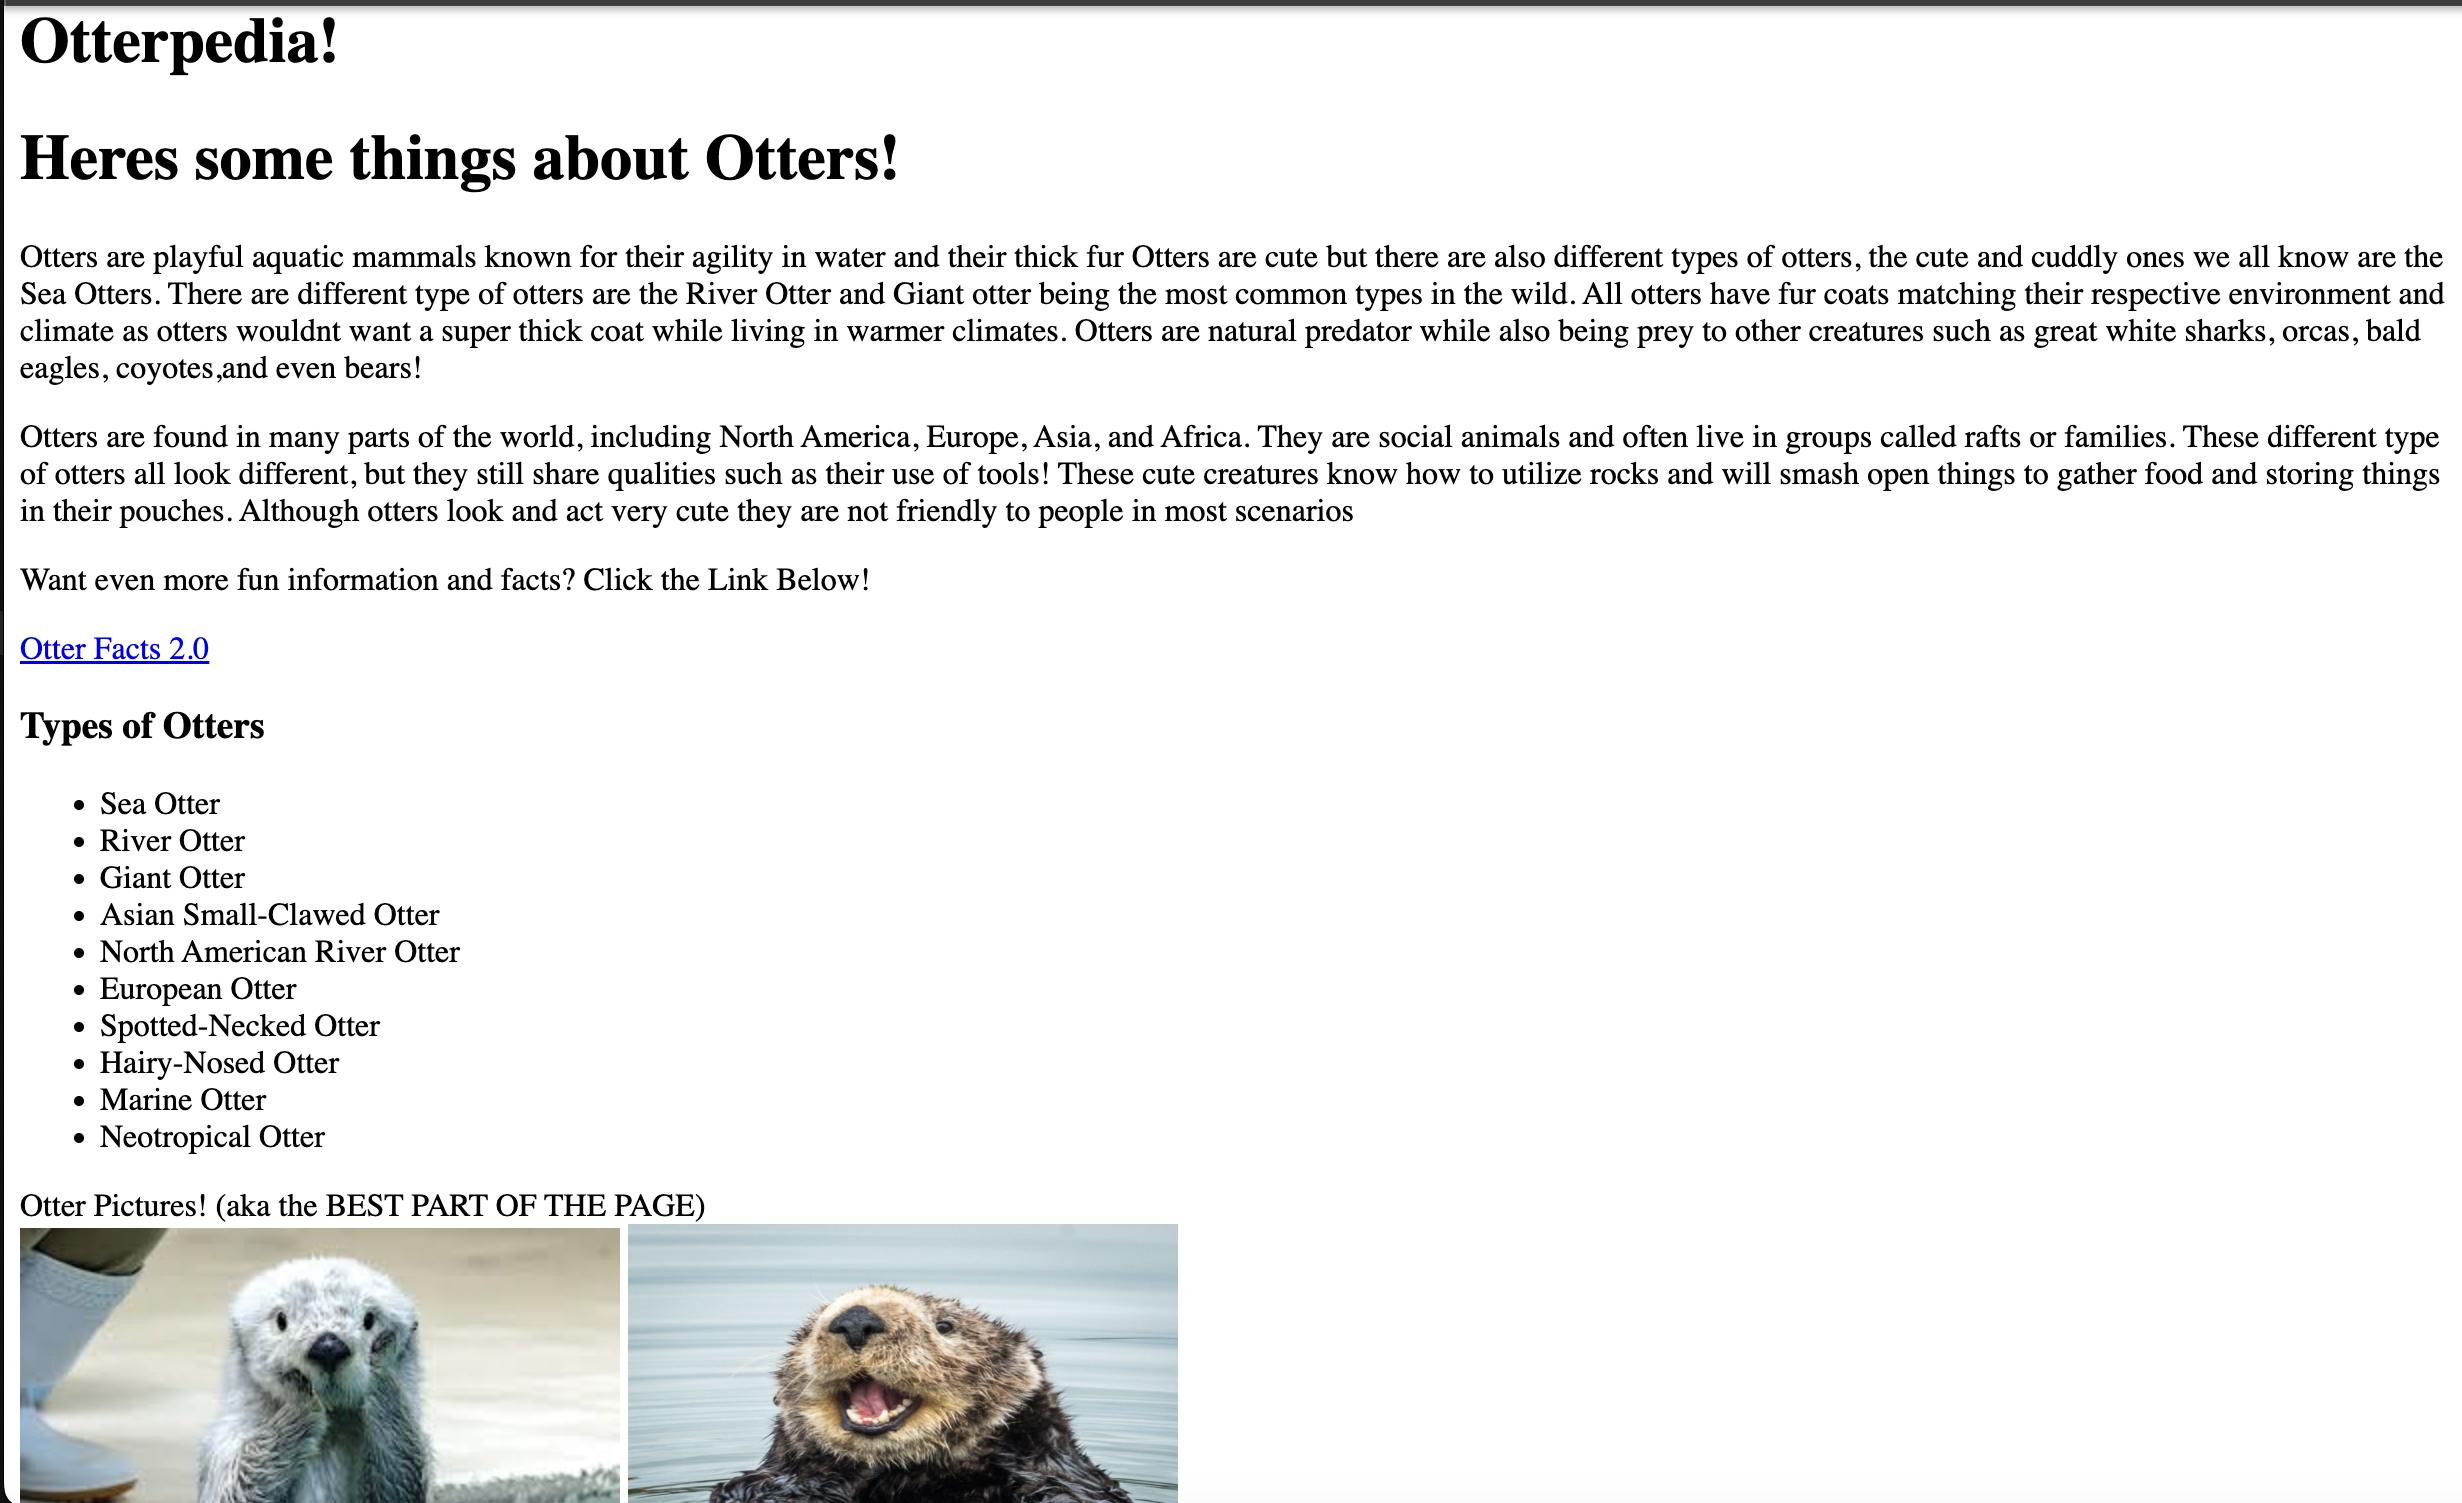 Otterpedia!
Heres some things about Otters!
Otters are playful aquatic mammals known for their agility in water and their thick fur Otters are cute but there are also different types of otters, the cute and cuddly ones we all know are the
Sea Otters. There are different type of otters are the River Otter and Giant otter being the most common types in the wild. All otters have fur coats matching their respective environment and
climate as otters wouldnt want a super thick coat while living in warmer climates. Otters are natural predator while also being prey to other creatures such as great white sharks, orcas, bald
eagles, coyotes,and even bears!
Otters are found in many parts of the world, including North America, Europe, Asia, and Africa. They are social animals and often live in groups called rafts or families. These different type
of otters all look different, but they still share qualities such as their use of tools! These cute creatures know how to utilize rocks and will smash open things to gather food and storing things
in their pouches. Although otters look and act very cute they are not friendly to people in most scenarios
Want even more fun information and facts? Click the Link Below!
Otter Facts 2.0
Types of Otters
• Sea Otter
• River Otter
• Giant Otter
• Asian Small-Clawed Otter
• North American River Otter
• European Otter
• Spotted-Necked Otter
• Hairy-Nosed Otter
• Marine Otter
• Neotropical Otter
Otter Pictures! (aka the BEST PART OF THE PAGE)